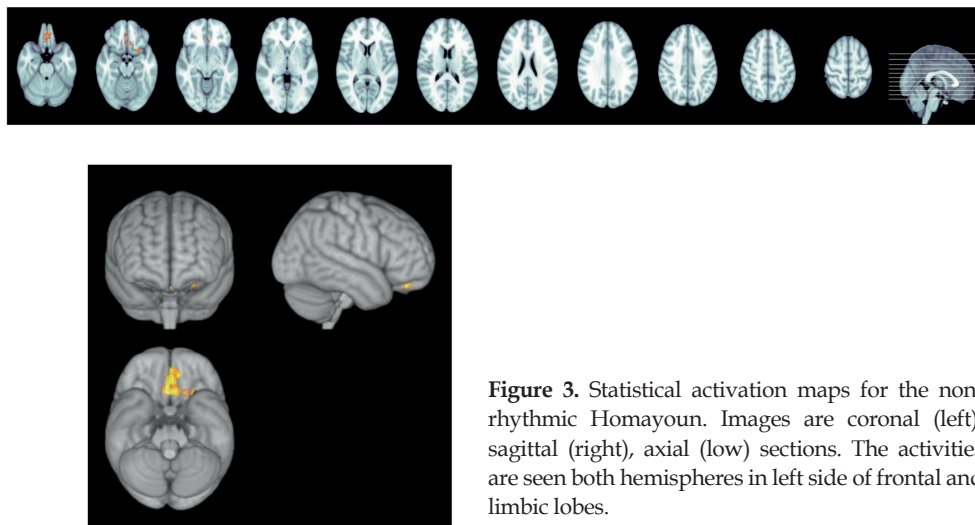 Figure 3. Statistical activation maps for the non
rhythmic Homayoun. Images are coronal (left)
sagittal (right), axial (low) sections. The activities
are seen both hemispheres in left side of frontal and
limbic lobes.